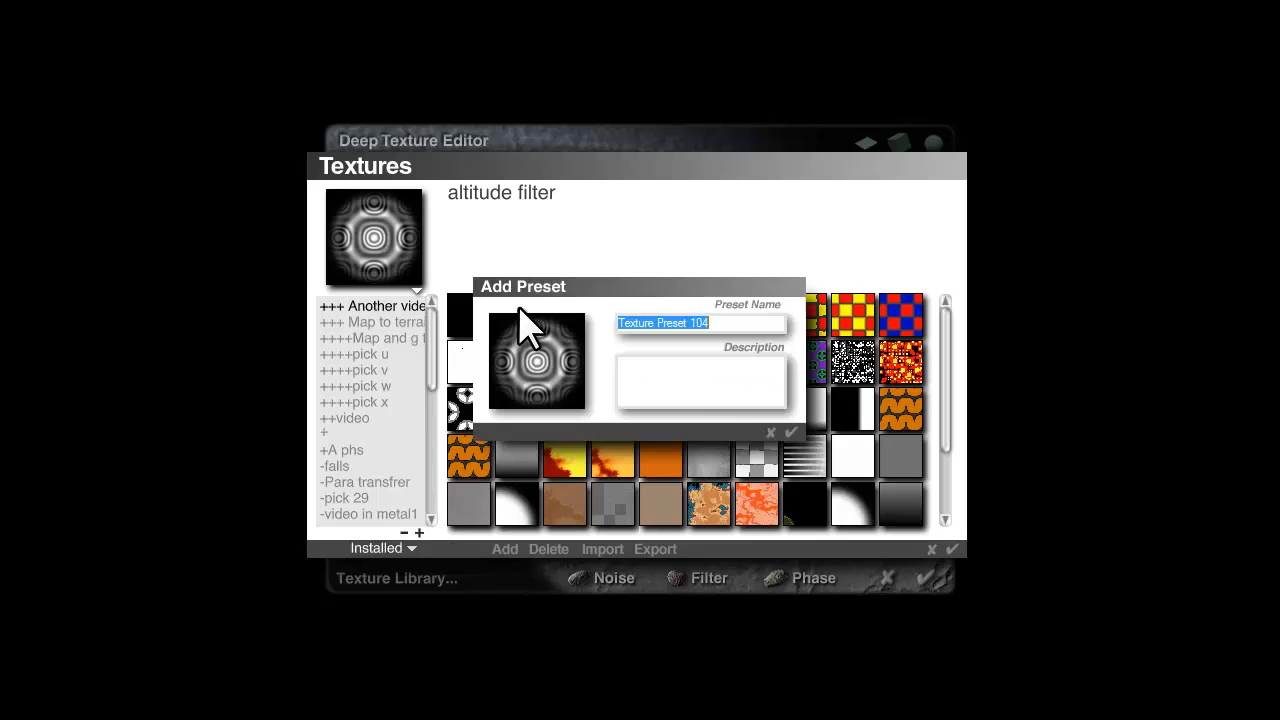 Deep Texture Editor
Textures
altitude filter
Add Preset
Preset Name
Texture Preset 104
Description
+++ Another vide
+++ Map to terra
++++Map and g f
++++pick u
++++pick v
++++pick w
++++pick x
++video
+
+A phs
-falls
-Para transfrer
-pick 29
-video in metal1
- +
Installed
Add Delete Import Export
Texture Library...
Noise Filter Phase